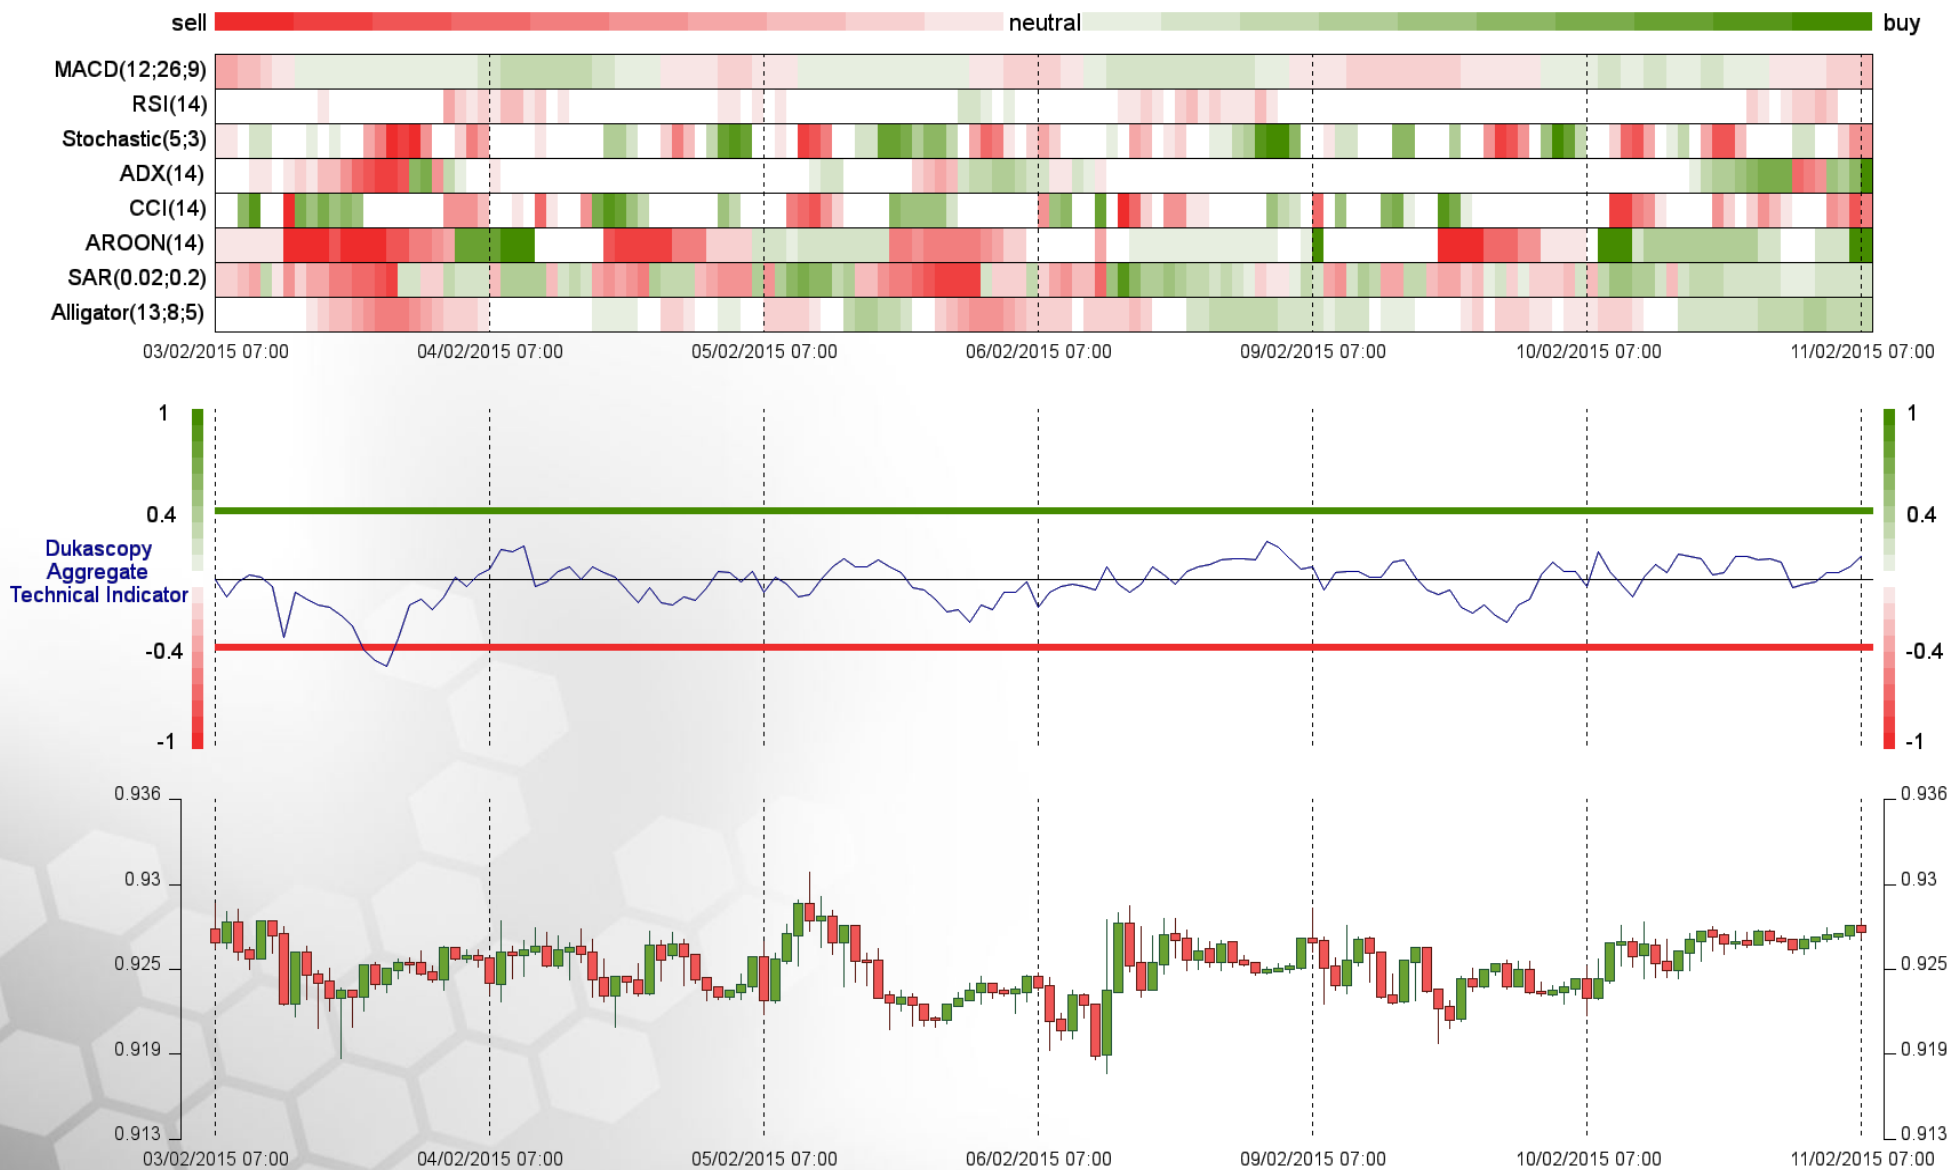 sell neutral buy
MACD(12;26;9)
RSI(14)
Stochastic(5;3)
ADX(14)
CCI(14)
AROON(14)
SAR(0.02;0.2)
Alligator(13;8;5)
03/02/2015 07:00 04/02/2015 07:00 05/02/2015 07:00 06/02/2015 07:00 09/02/2015 07:00 10/02/2015 07:00 11/02/2015 07:00
1 1
0.4 0.4
Dukascopy
Aggregate
Technical Indicator
-0.4 -0.4
-1 -1
0.936 0.936
0.93 0.93
0.925 0.925
0.919 0.919
0.913 0.913
03/02/2015 07:00 04/02/2015 07:00 05/02/2015 07:00 06/02/2015 07:00 09/02/2015 07:00 10/02/2015 07:00 11/02/2015 07:00